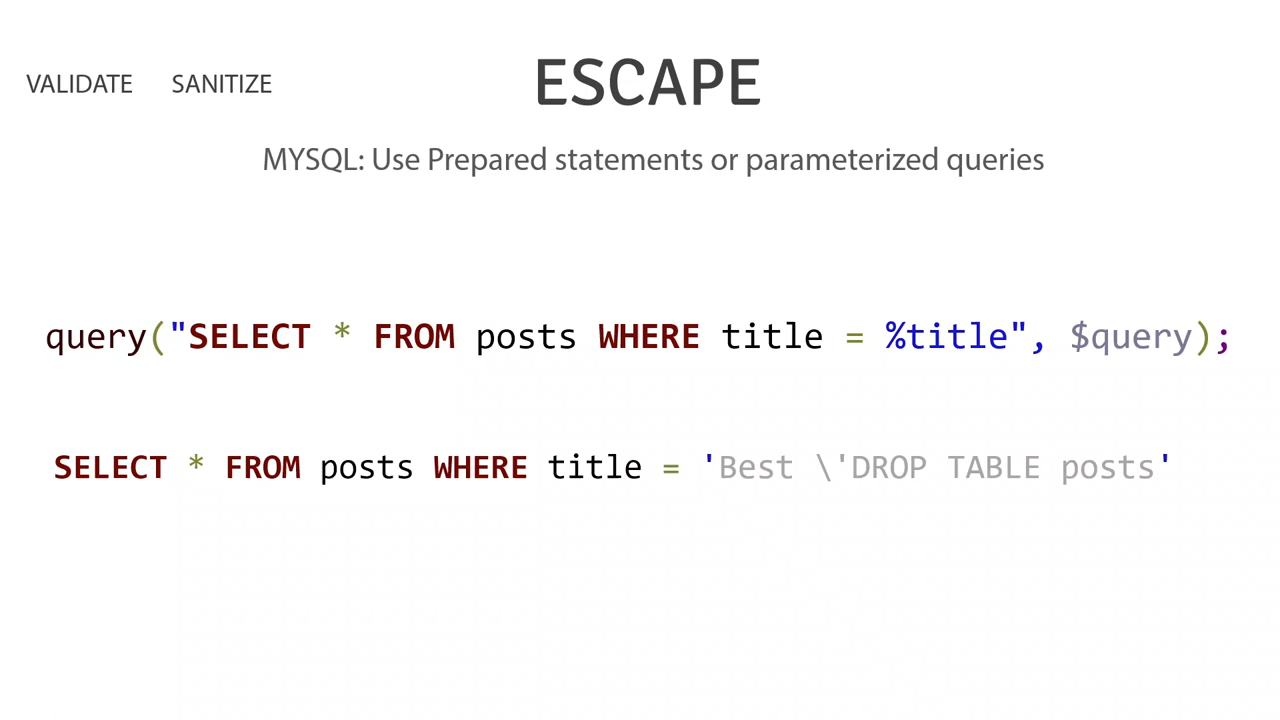 VALIDATE SANITIZE ESCAPE
MYSQL: Use Prepared statements or parameterized queries
query("SELECT * FROM posts WHERE title = %title", $query);
SELECT * FROM posts WHERE title = 'Best \'DROP TABLE posts'